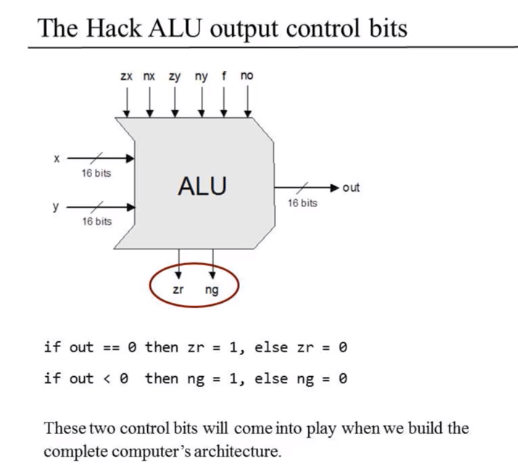 The Hack ALU output control bits
zx nx zy ny f no
x
16 bits
ALU
out
16 bits
y
16 bits
zr ng
if out == 0 then zr = 1, else zr = 0
if out < 0 then ng = 1, else ng = 0
These two control bits will come into play when we build the
complete computer's architecture.